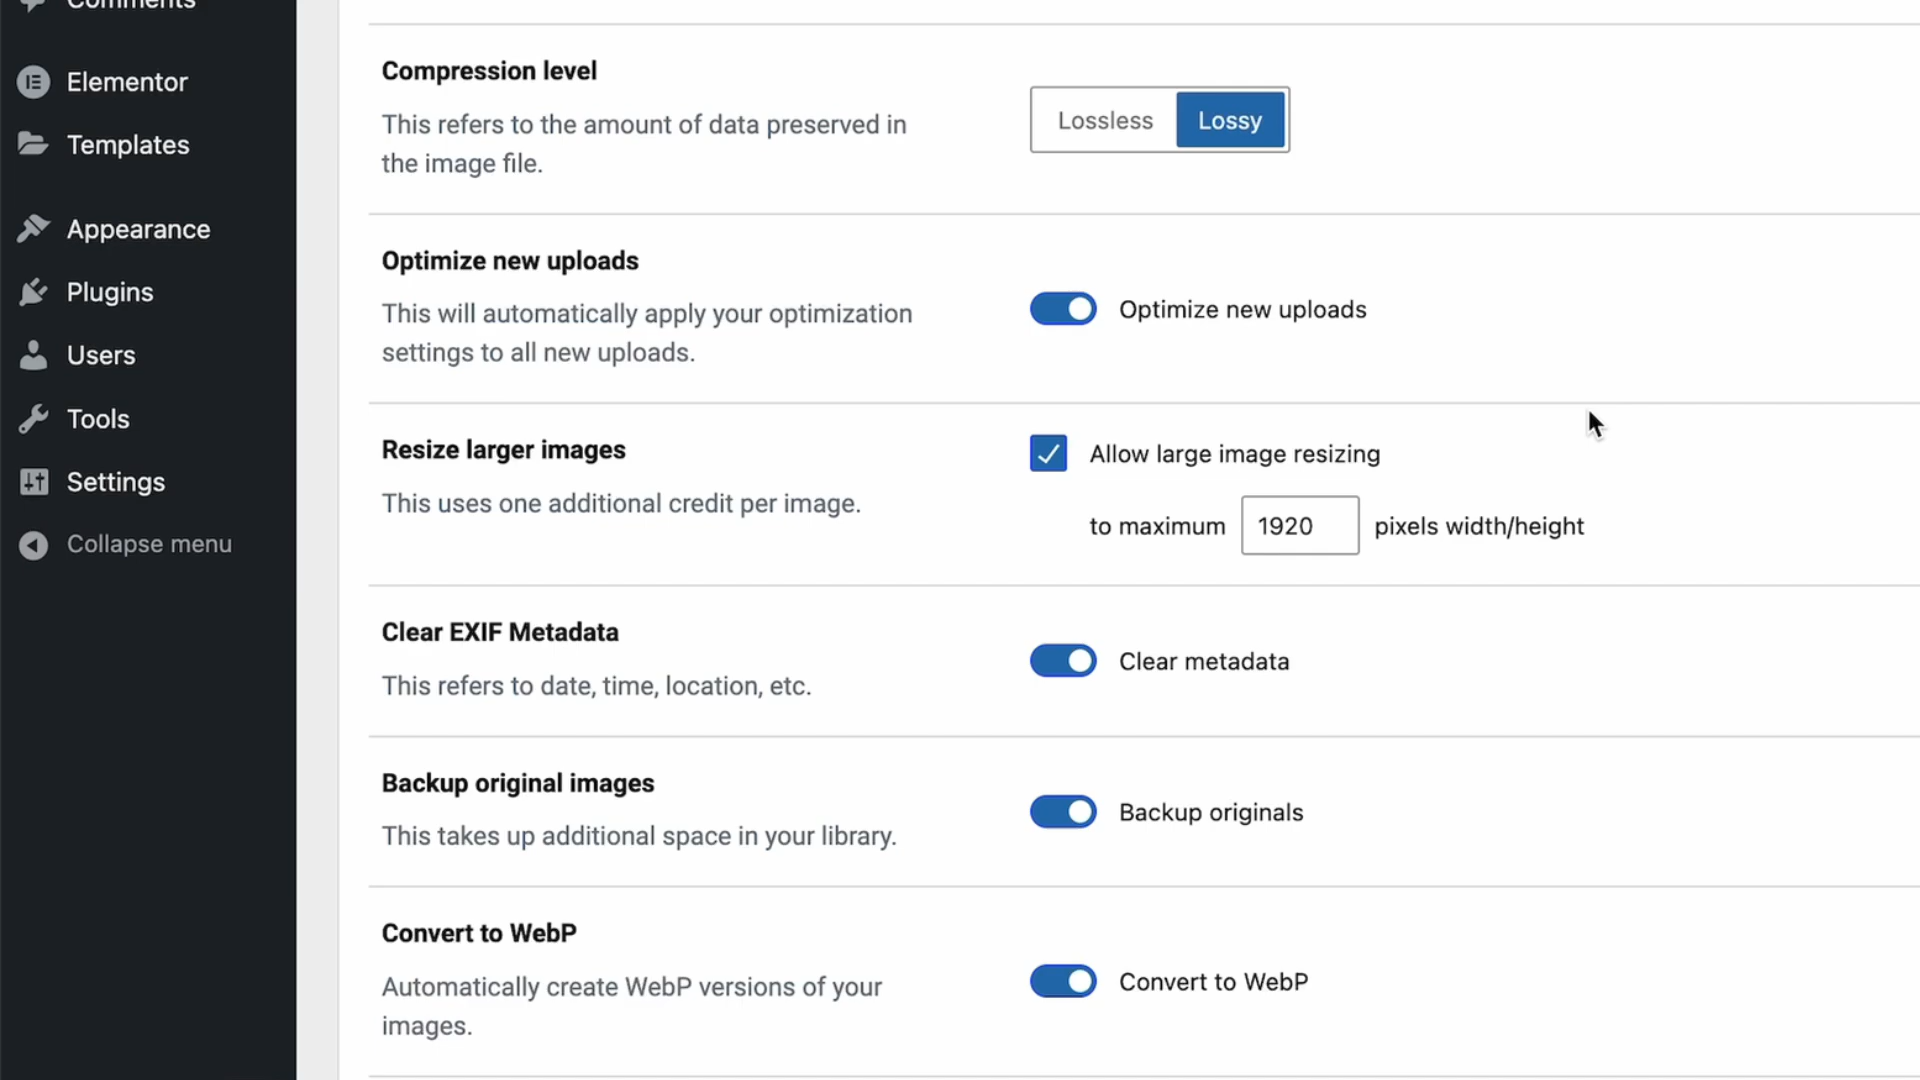 Comments
Elementor
Templates
Appearance
Plugins
Users
Tools
Settings
Collapse menu
Compression level
This refers to the amount of data preserved in
the image file.
Lossless Lossy
Optimize new uploads
This will automatically apply your optimization
settings to all new uploads.
Optimize new uploads
Resize larger images
This uses one additional credit per image.
Allow large image resizing
to maximum 1920 pixels width/height
Clear EXIF Metadata
This refers to date, time, location, etc.
Clear metadata
Backup original images
This takes up additional space in your library.
Backup originals
Convert to WebP
Automatically create WebP versions of your
images.
Convert to WebP